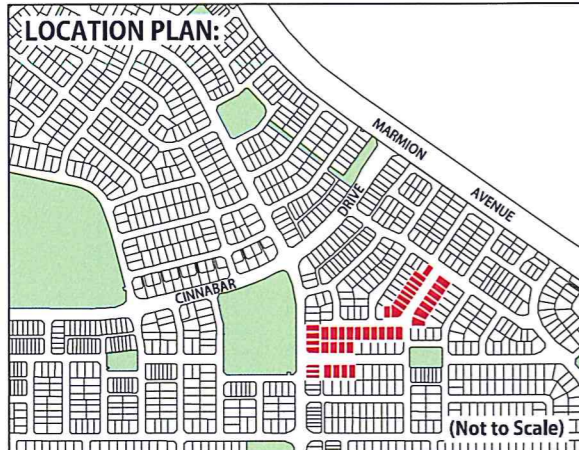 LOCATION PLAN:
MARMION
AVENUE
DRIVE
CINNABAR
(Not to Scale)